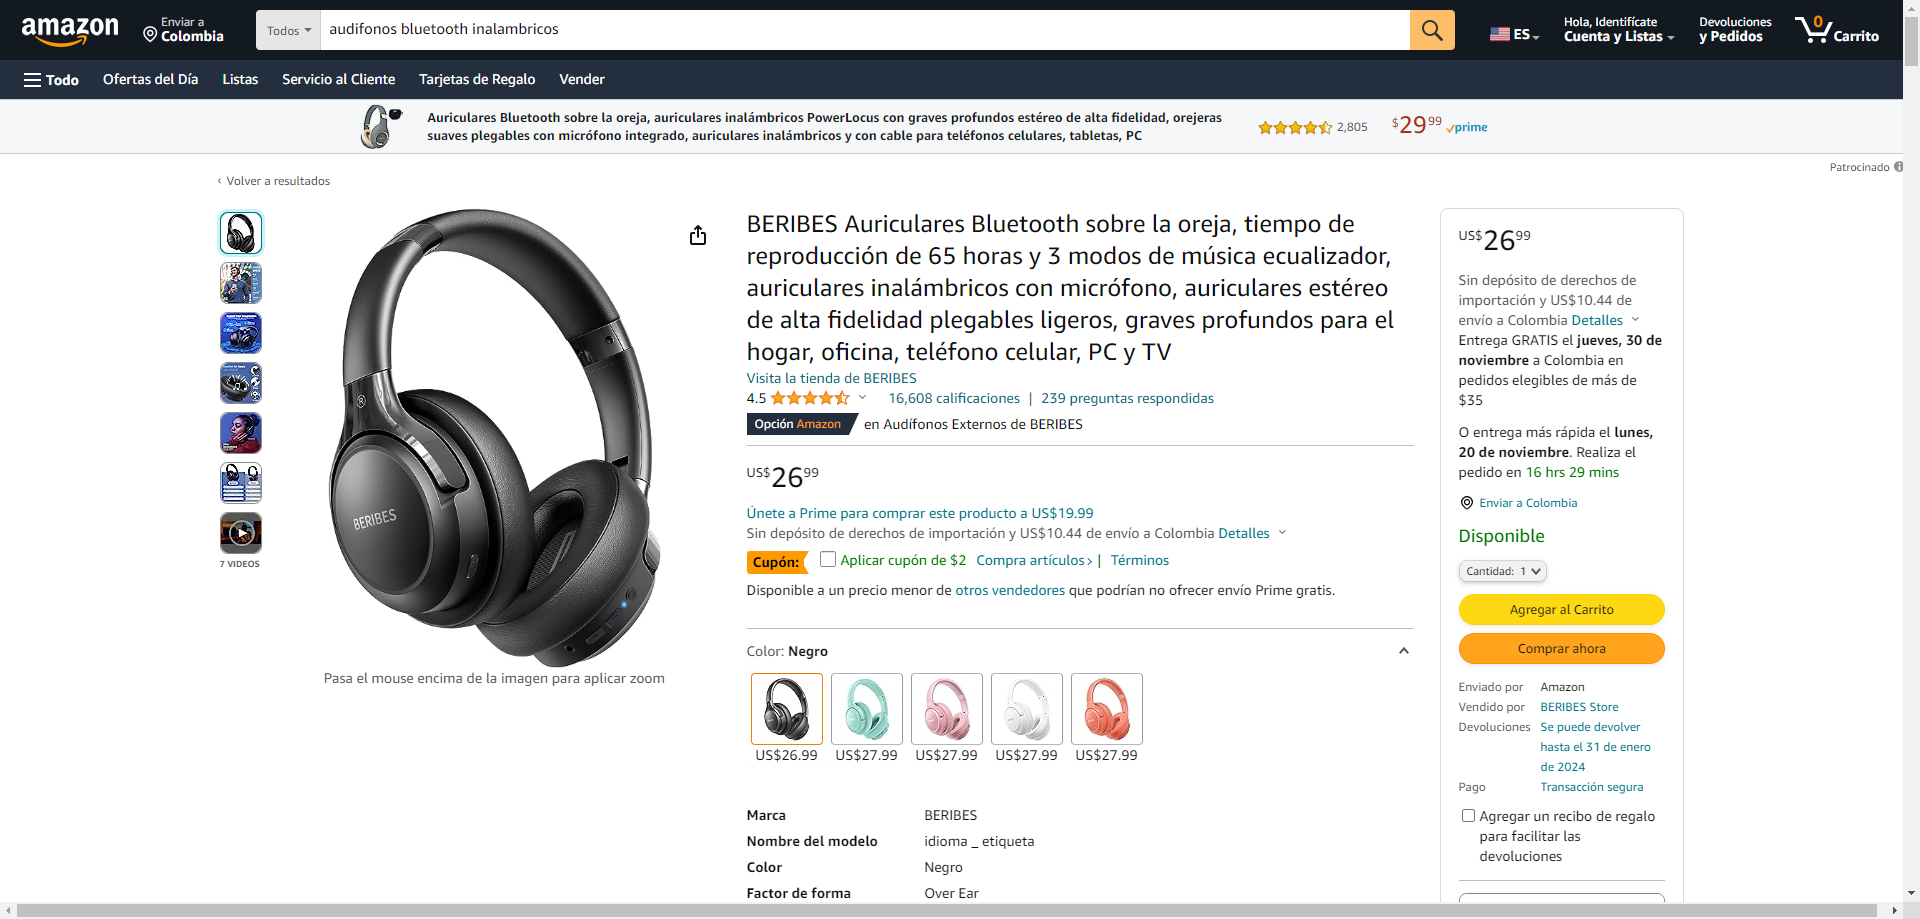 amazon
Enviar a
Colombia
Todos
audifonos bluetooth inalambricos
ES
Hola, Identifícate
Cuenta y Listas
Devoluciones
y Pedidos
0
Carrito
Todo
Ofertas del Día
Listas
Servicio al Cliente
Tarjetas de Regalo
Vender
Auriculares Bluetooth sobre la oreja, auriculares inalámbricos PowerLocus con graves profundos estéreo de alta fidelidad, orejeras
suaves plegables con micrófono integrado, auriculares inalámbricos y con cable para teléfonos celulares, tabletas, PC
2,805
$2999
prime
Patrocinado
‹ Volver a resultados
7 VIDEOS
BERIBES
Pasa el mouse encima de la imagen para aplicar zoom
BERIBES Auriculares Bluetooth sobre la oreja, tiempo de
reproducción de 65 horas y 3 modos de música ecualizador,
auriculares inalámbricos con micrófono, auriculares estéreo
de alta fidelidad plegables ligeros, graves profundos para el
hogar, oficina, teléfono celular, PC y TV
Visita la tienda de BERIBES
4.5
16,608 calificaciones | 239 preguntas respondidas
Opción Amazon en Audífonos Externos de BERIBES
US$2699
Únete a Prime para comprar este producto a US$19.99
Sin depósito de derechos de importación y US$10.44 de envío a Colombia Detalles
Cupón: Aplicar cupón de $2 Compra artículos › | Términos
Disponible a un precio menor de otros vendedores que podrían no ofrecer envío Prime gratis.
Color: Negro
US$26.99
US$27.99
US$27.99
US$27.99
US$27.99
Marca BERIBES
Nombre del modelo idioma _ etiqueta
Color Negro
Factor de forma Over Ear
US$2699
Sin depósito de derechos de
importación y US$10.44 de
envío a Colombia Detalles
Entrega GRATIS el jueves, 30 de
noviembre a Colombia en
pedidos elegibles de más de
$35
O entrega más rápida el lunes,
20 de noviembre. Realiza el
pedido en 16 hrs 29 mins
Enviar a Colombia
Disponible
Cantidad: 1
Agregar al Carrito
Comprar ahora
Enviado por Amazon
Vendido por BERIBES Store
Devoluciones Se puede devolver
hasta el 31 de enero
de 2024
Pago Transacción segura
Agregar un recibo de regalo
para facilitar las
devoluciones